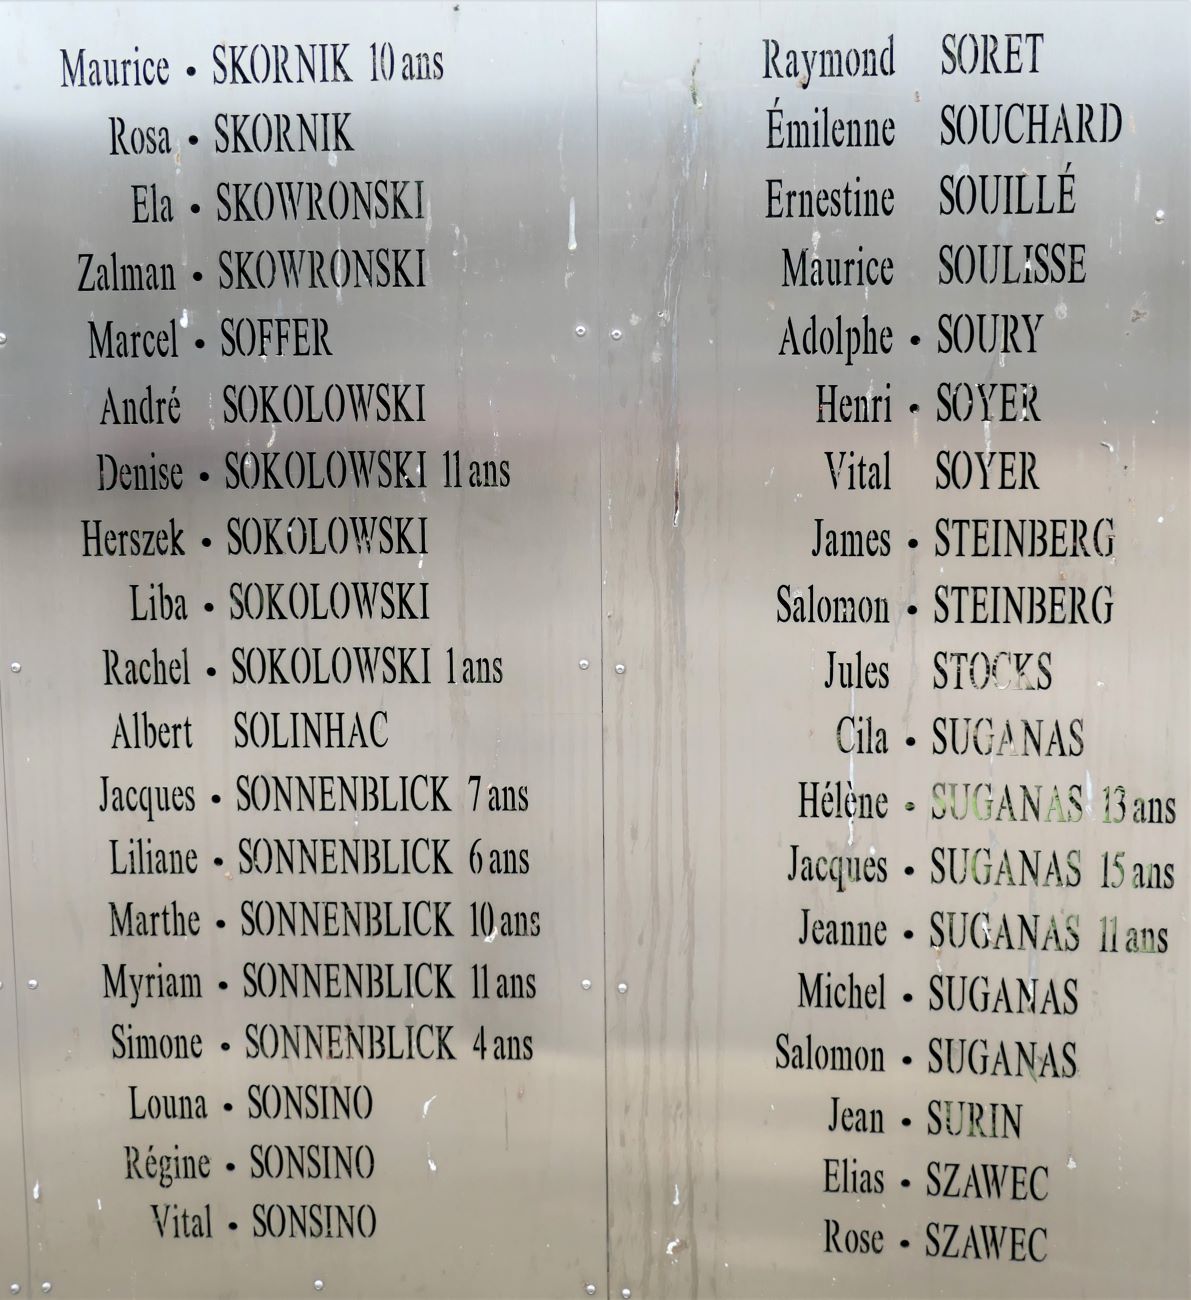 Maurice • SKORNIK 10 ans
Rosa • SKORNIK
Ela • SKOWRONSKI
Zalman • SKOWRONSKI
Marcel • SOFFER
André SOKOLOWSKI
Denise • SOKOLOWSKI 11 ans
Herszek • SOKOLOWSKI
Liba • SOKOLOWSKI
Rachel • SOKOLOWSKI 1 ans
Albert SOLINHAC
Jacques • SONNENBLICK 7 ans
Liliane • SONNENBLICK 6 ans
Marthe • SONNENBLICK 10 ans
Myriam • SONNENBLICK 11 ans
Simone • SONNENBLICK 4 ans
Louna • SONSINO
Régine • SONSINO
Vital • SONSINO
Raymond SORET
Émilenne SOUCHARD
Ernestine SOUILLÉ
Maurice SOULISSE
Adolphe • SOURY
Henri • SOYER
Vital SOYER
James • STEINBERG
Salomon • STEINBERG
Jules STOCKS
Cila • SUGANAS
Hélène • SUGANAS 13 ans
Jacques • SUGANAS 15 ans
Jeanne • SUGANAS 11 ans
Michel • SUGANAS
Salomon • SUGANAS
Jean • SURIN
Elias • SZAWEC
Rose • SZAWEC